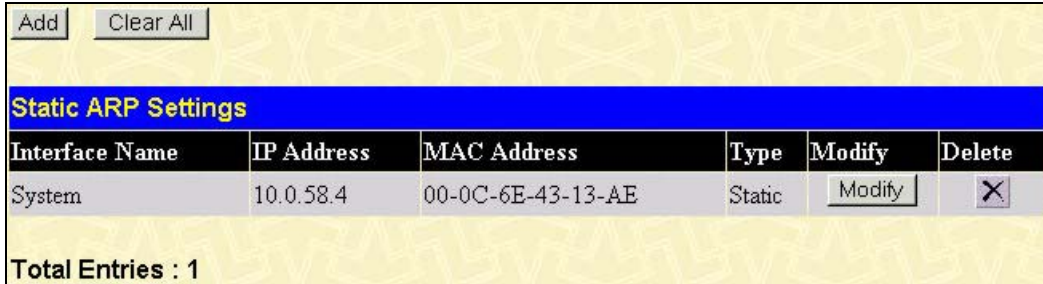 Add Clear All
Static ARP Settings
Interface Name IP Address MAC Address Type Modify Delete
System 10.0.58.4 00-0C-6E-43-13-AE Static Modify
Total Entries : 1